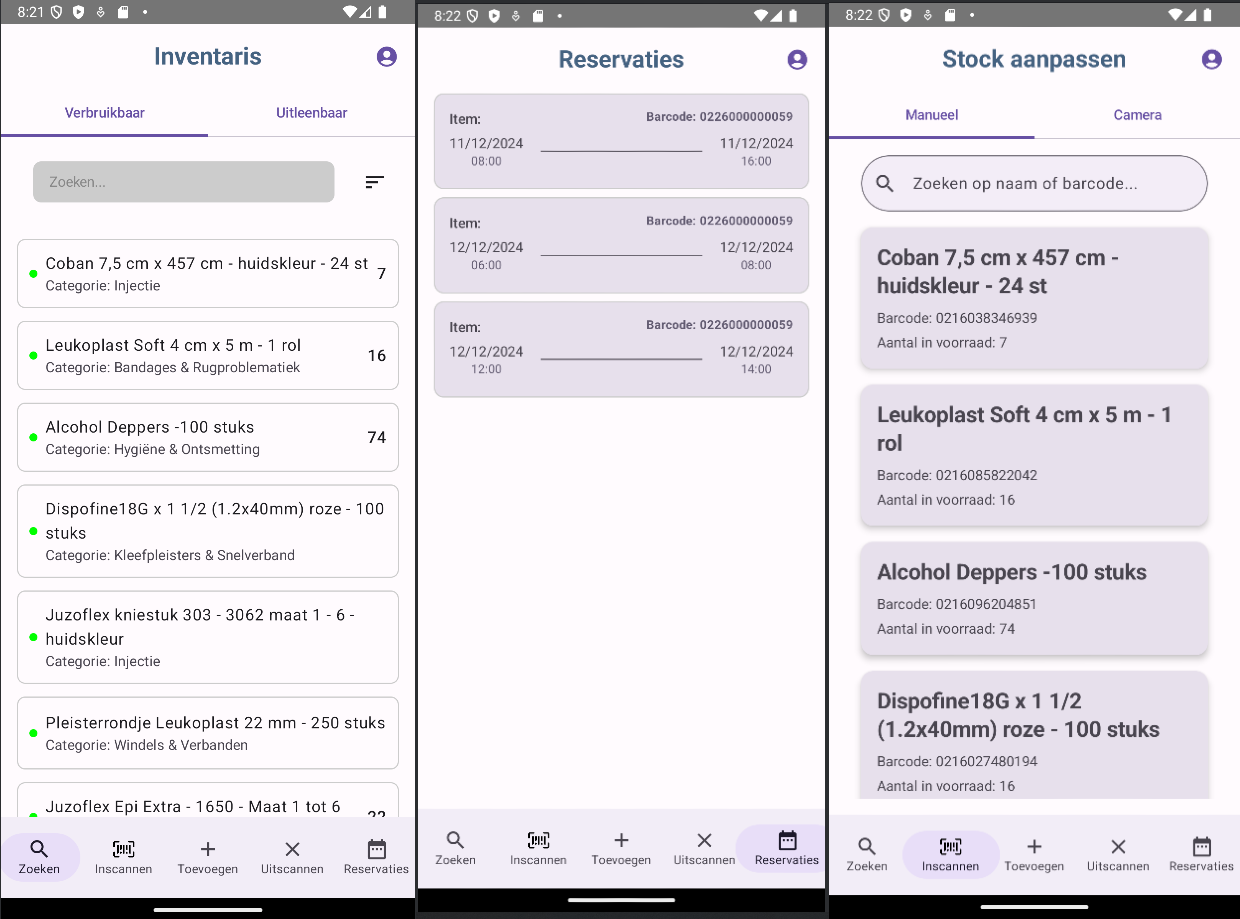 8:21
Inventaris
Verbruikbaar Uitleenbaar
Zoeken...
Coban 7,5 cm x 457 cm - huidskleur - 24 st 7
Categorie: Injectie
Leukoplast Soft 4 cm x 5 m - 1 rol 16
Categorie: Bandages & Rugproblematiek
Alcohol Deppers -100 stuks 74
Categorie: Hygiëne & Ontsmetting
Dispofine18G x 1 1/2 (1.2x40mm) roze - 100
stuks
Categorie: Kleefpleisters & Snelverband
Juzoflex kniestuk 303 - 3062 maat 1 - 6 -
huidskleur
Categorie: Injectie
Pleisterrondje Leukoplast 22 mm - 250 stuks
Categorie: Windels & Verbanden
Juzoflex Epi Extra - 1650 - Maat 1 tot 6
Zoeken Inscannen Toevoegen Uitscannen Reservaties
8:22
Reservaties
Item: Barcode: 0226000000059
11/12/2024 11/12/2024
08:00 16:00
Item: Barcode: 0226000000059
12/12/2024 12/12/2024
06:00 08:00
Item: Barcode: 0226000000059
12/12/2024 12/12/2024
12:00 14:00
Zoeken Inscannen Toevoegen Uitscannen Reservaties
8:22
Stock aanpassen
Manueel Camera
Zoeken op naam of barcode...
Coban 7,5 cm x 457 cm -
huidskleur - 24 st
Barcode: 0216038346939
Aantal in voorraad: 7
Leukoplast Soft 4 cm x 5 m - 1
rol
Barcode: 0216085822042
Aantal in voorraad: 16
Alcohol Deppers -100 stuks
Barcode: 0216096204851
Aantal in voorraad: 74
Dispofine18G x 1 1/2
(1.2x40mm) roze - 100 stuks
Barcode: 0216027480194
Aantal in voorraad: 16
Zoeken Inscannen Toevoegen Uitscannen Reservaties